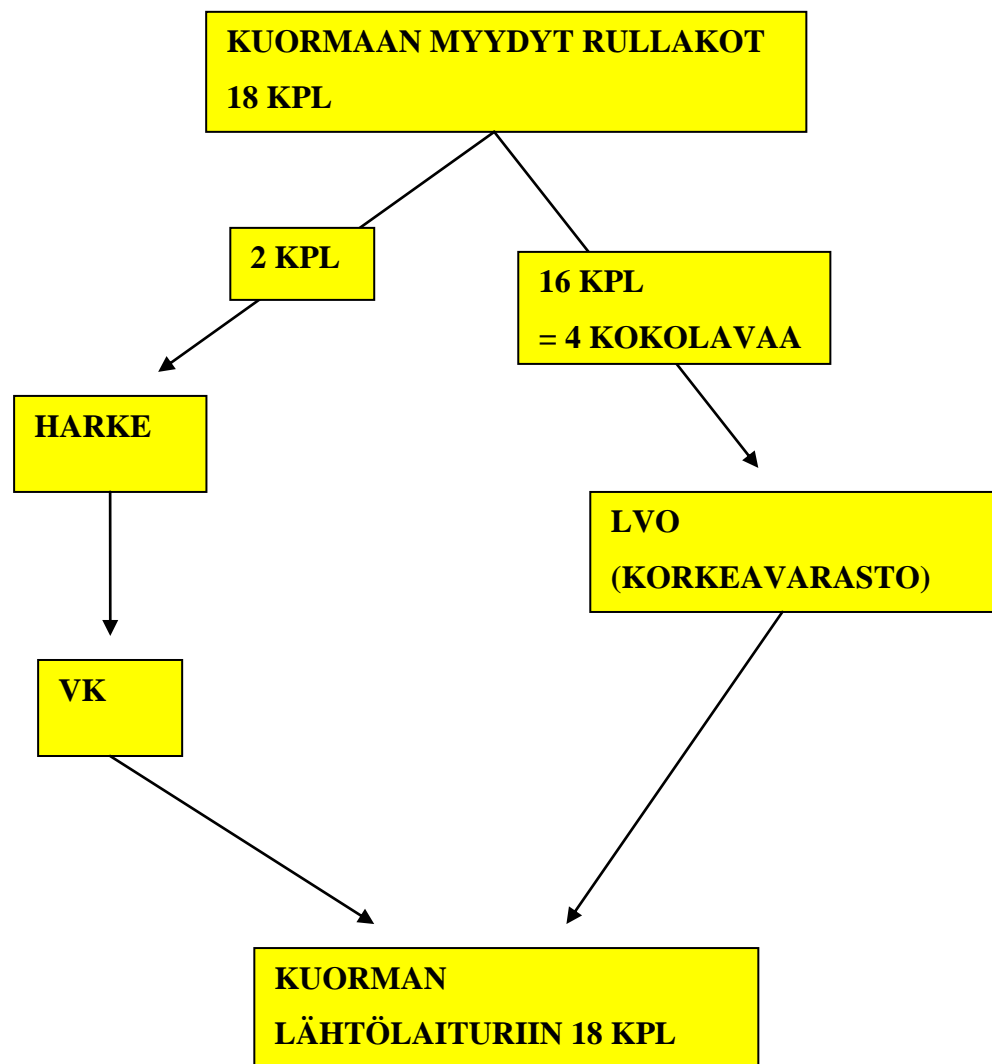 KUORMAAN MYYDYT RULLAKOT
18 KPL
2 KPL
16 KPL
= 4 KOKOLAVAA
HARKE
LVO
(KORKEAVARASTO)
VK
KUORMAN
LÄHTÖLAITURIIN 18 KPL